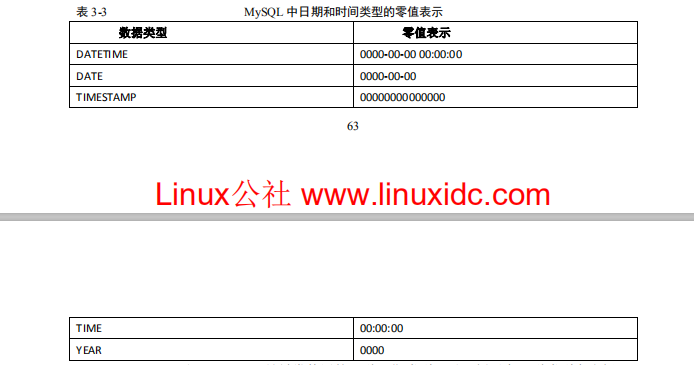 表 3-3 MySQL 中日期和时间类型的零值表示
数据类型 零值表示
DATETIME 0000-00-00 00:00:00
DATE 0000-00-00
TIMESTAMP 00000000000000
63
Linux公社 www.linuxidc.com
TIME 00:00:00
YEAR 0000